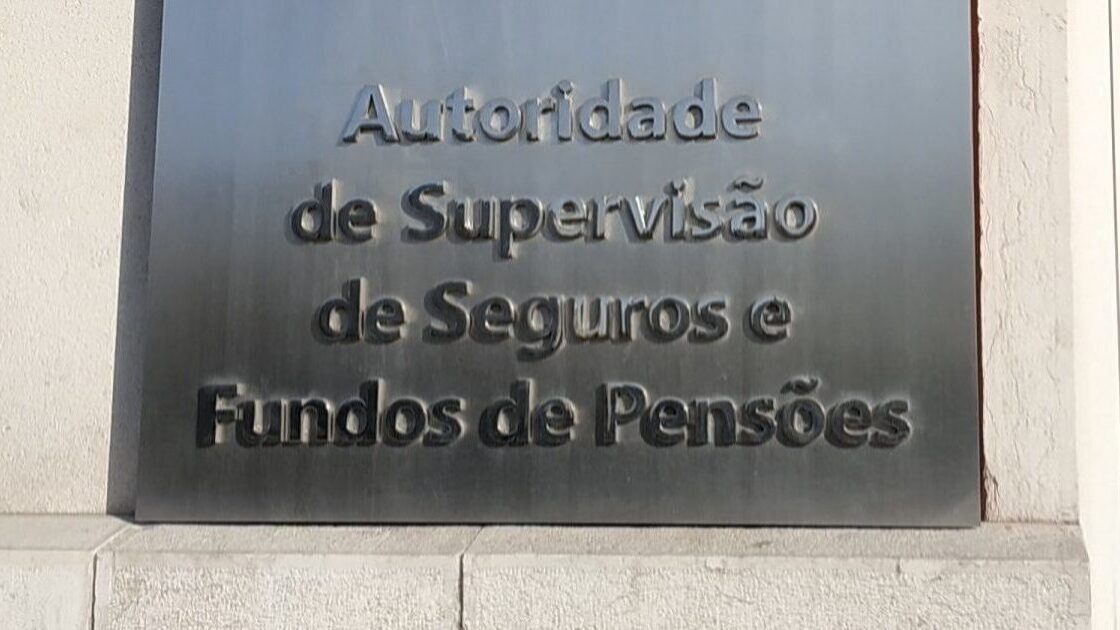 Autoridade
de Supervisão
de Seguros e
Fundos de Pensões